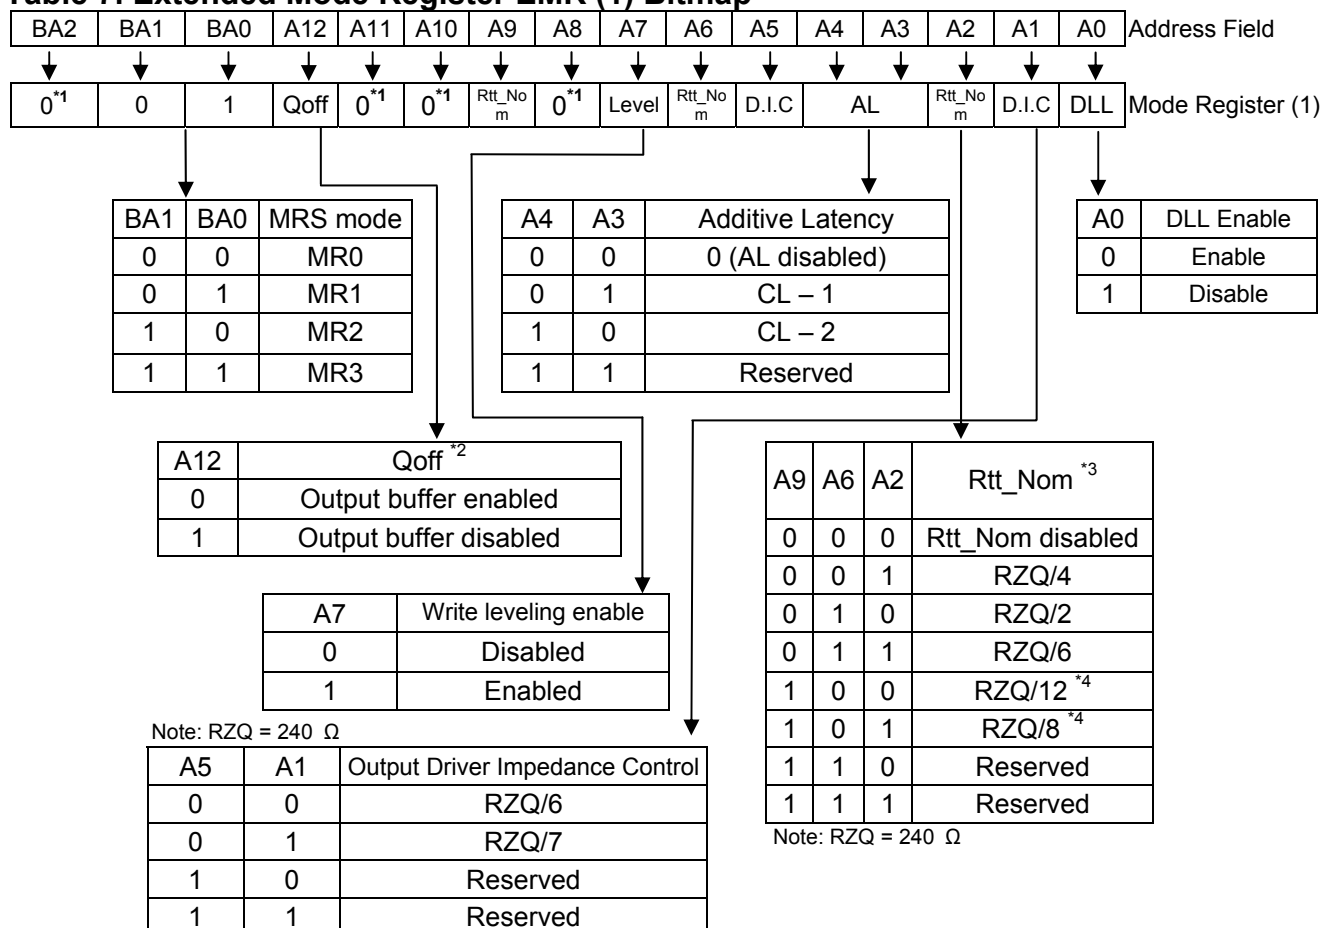 Table 7. Extended Mode Register EMR (1) Bitmap
BA2 BA1 BA0 A12 A11 A10 A9 A8 A7 A6 A5 A4 A3 A2 A1 A0 Address Field
0*1 0 1 Qoff 0*1 0*1 Rtt_No m 0*1 Level Rtt_No m D.I.C AL Rtt_No m D.I.C DLL Mode Register (1)
BA1 BA0 MRS mode
0 0 MR0
0 1 MR1
1 0 MR2
1 1 MR3
A4 A3 Additive Latency
0 0 0 (AL disabled)
0 1 CL – 1
1 0 CL – 2
1 1 Reserved
A0 DLL Enable
0 Enable
1 Disable
A12 Qoff *2
0 Output buffer enabled
1 Output buffer disabled
A9 A6 A2 Rtt_Nom *3
0 0 0 Rtt_Nom disabled
0 0 1 RZQ/4
0 1 0 RZQ/2
0 1 1 RZQ/6
1 0 0 RZQ/12 *4
1 0 1 RZQ/8 *4
1 1 0 Reserved
1 1 1 Reserved
Note: RZQ = 240 Ω
A7 Write leveling enable
0 Disabled
1 Enabled
Note: RZQ = 240 Ω
A5 A1 Output Driver Impedance Control
0 0 RZQ/6
0 1 RZQ/7
1 0 Reserved
1 1 Reserved